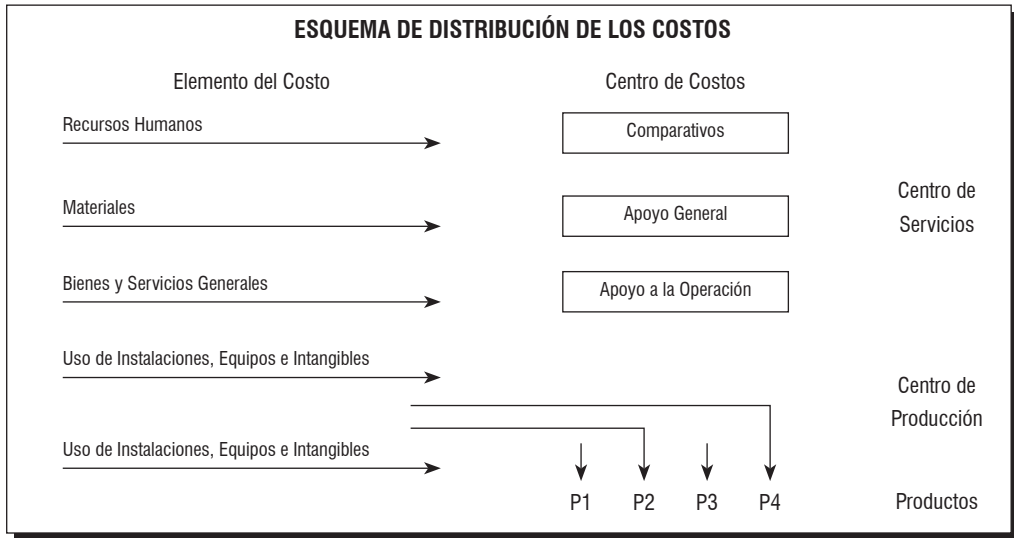 ESQUEMA DE DISTRIBUCIÓN DE LOS COSTOS
Elemento del Costo
Centro de Costos
Recursos Humanos
Comparativos
Centro de
Servicios
Materiales
Apoyo General
Bienes y Servicios Generales
Apoyo a la Operación
Uso de Instalaciones, Equipos e Intangibles
Centro de
Producción
Uso de Instalaciones, Equipos e Intangibles
P1 P2 P3 P4
Productos